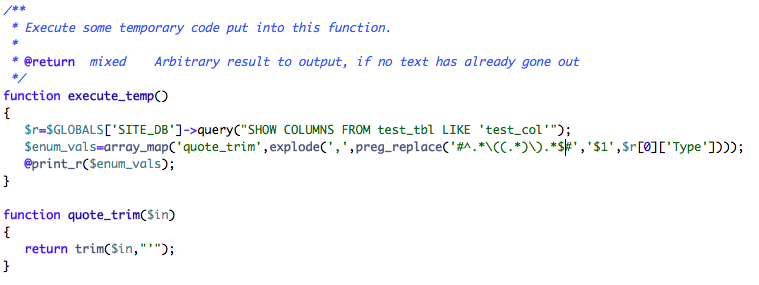 /**
 * Execute some temporary code put into this function.
 *
 * @return  mixed    Arbitrary result to output, if no text has already gone out
 */
function execute_temp()
{
   $r=$GLOBALS['SITE_DB']->query("SHOW COLUMNS FROM test_tbl LIKE 'test_col'");
   $enum_vals=array_map('quote_trim',explode(',',preg_replace('#^.*\((.*)\).*$#','$1',$r[0]['Type'])));
   @print_r($enum_vals);
}
function quote_trim($in)
{
   return trim($in,"'");
}